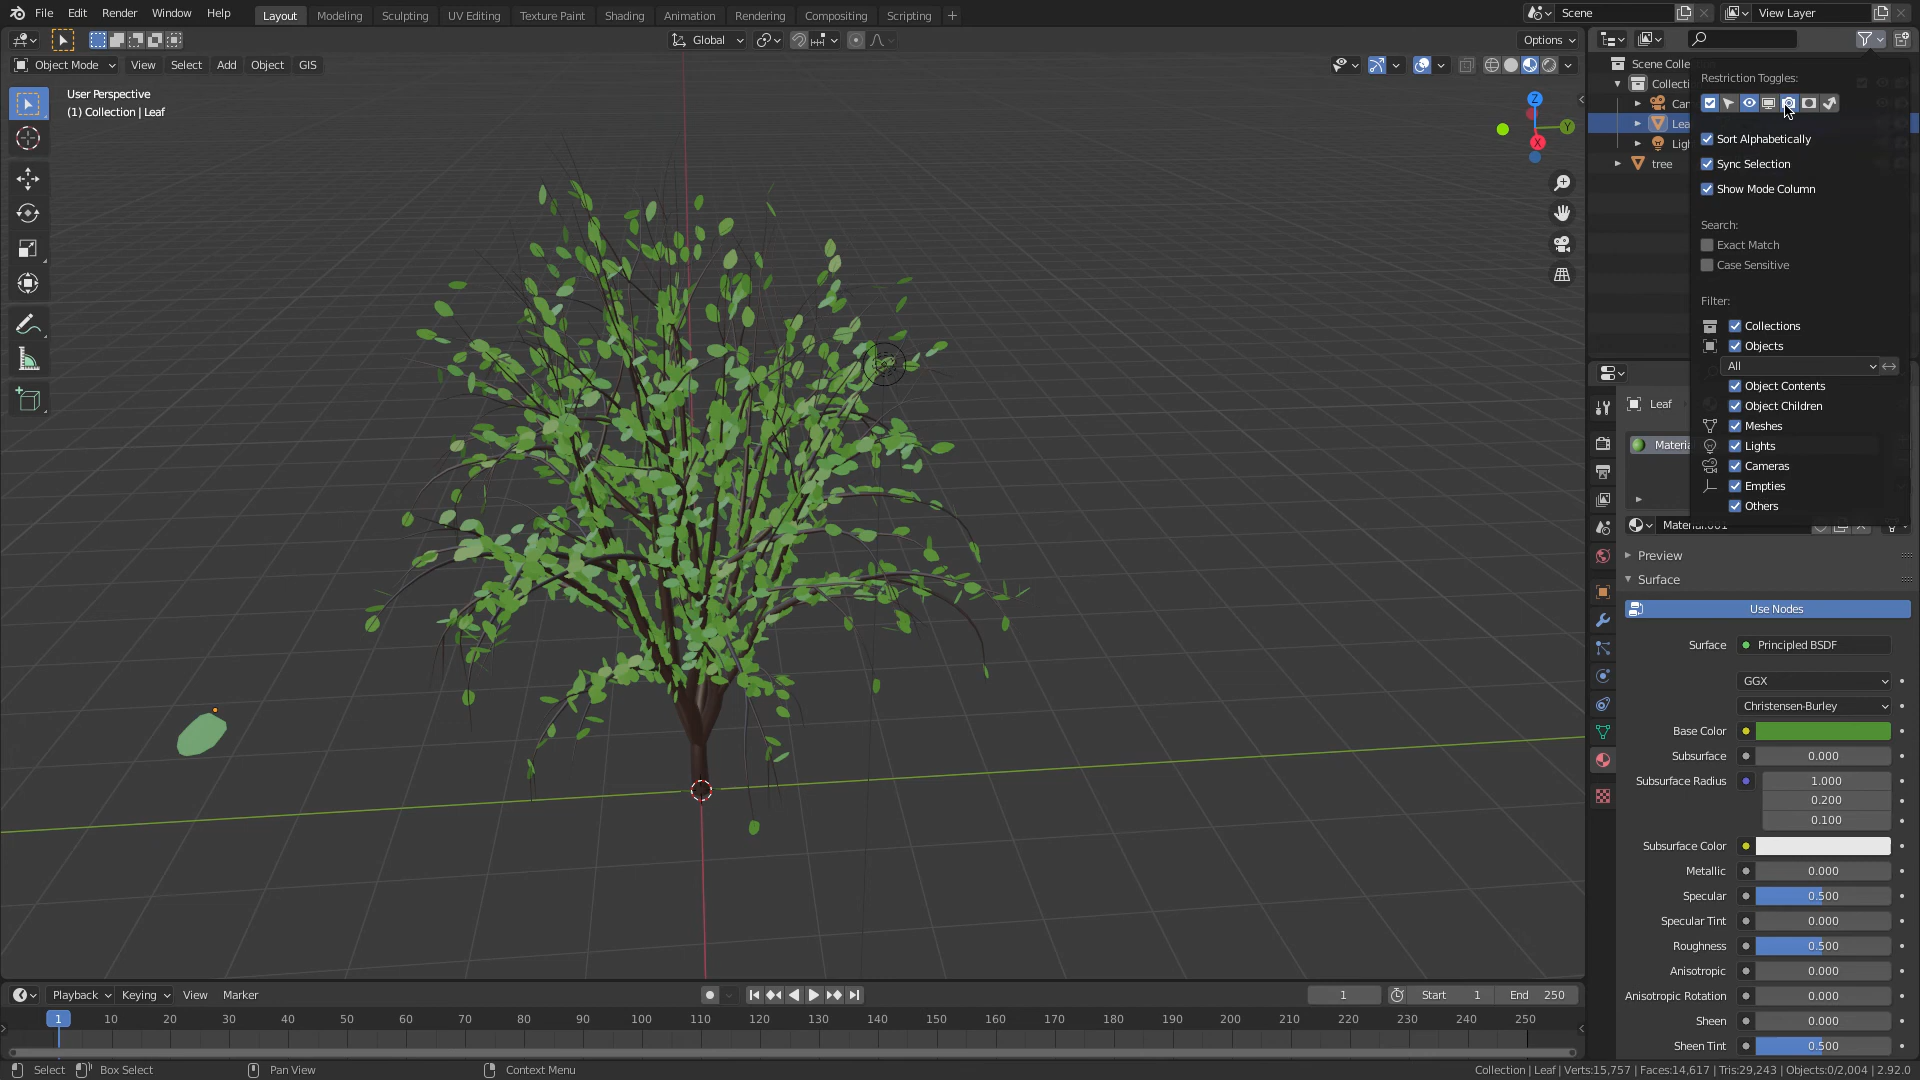 File Edit Render Window Help Layout Modeling Sculpting UV Editing Texture Paint Shading Animation Rendering Compositing Scripting Scene View Layer
Global Options
Object Mode View Select Add Object GIS
User Perspective
(1) Collection | Leaf
Z
Y
X
Scene Colle
Collecti
Can
Lea
Ligh
tree
Restriction Toggles:
Sort Alphabetically
Sync Selection
Show Mode Column
Search:
Exact Match
Case Sensitive
Filter:
Collections
Objects
All
Object Contents
Object Children
Meshes
Lights
Cameras
Empties
Others
Leaf
Materia
Material.001
Preview
Surface
Use Nodes
Surface Principled BSDF
GGX
Christensen-Burley
Base Color
Subsurface 0.000
Subsurface Radius 1.000
0.200
0.100
Subsurface Color
Metallic 0.000
Specular 0.500
Specular Tint 0.000
Roughness 0.500
Anisotropic 0.000
Anisotropic Rotation 0.000
Sheen 0.000
Sheen Tint 0.500
Playback Keying View Marker 1 Start 1 End 250
1 10 20 30 40 50 60 70 80 90 100 110 120 130 140 150 160 170 180 190 200 210 220 230 240 250
Select Box Select Pan View Context Menu Collection | Leaf | Verts:15,757 | Faces:14,617 | Tris:29,243 | Objects:0/2,004 | 2.92.0